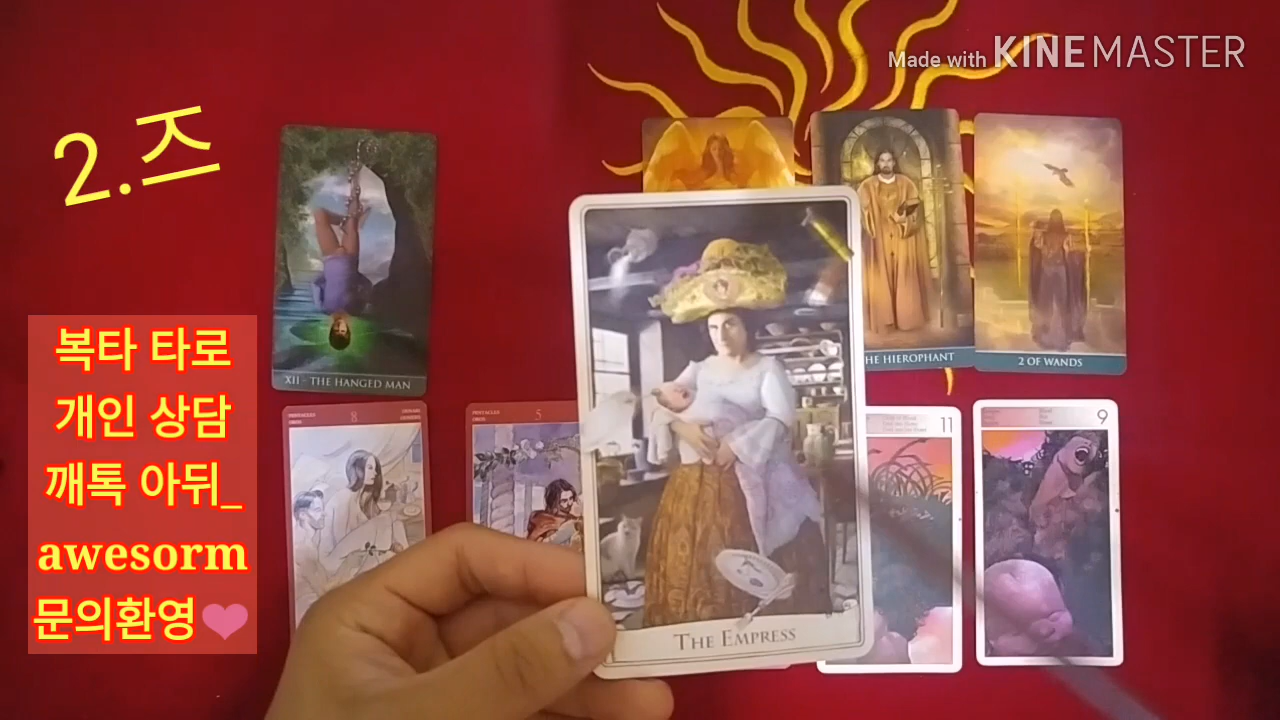 Made with KINEMASTER
2.즈
복타 타로
개인 상담
깨톡 아뒤_
awesorm
문의환영
XII - THE HANGED MAN
THE HIEROPHANT
2 OF WANDS
THE EMPRESS
PENTACLES
8
PENTACLES
5
11
9